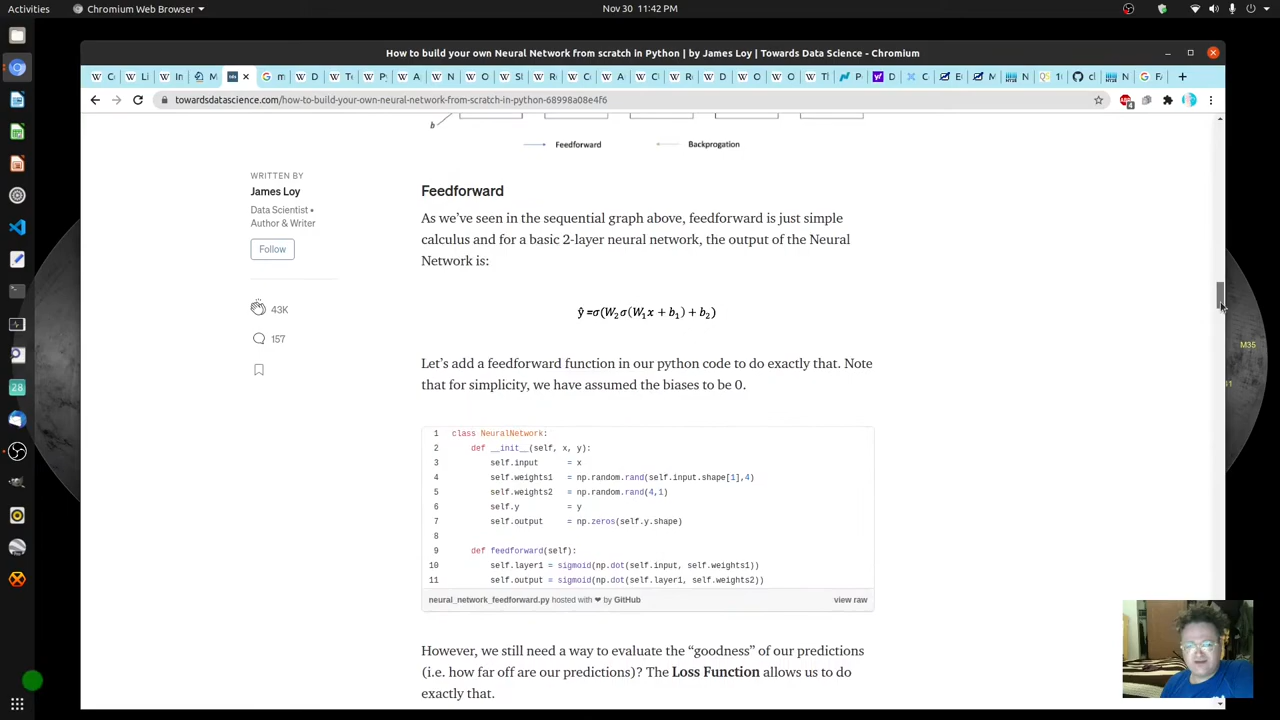 Activities
Chromium Web Browser
Nov 30 11:42 PM
How to build your own Neural Network from scratch in Python | by James Loy | Towards Data Science - Chromium
towardsdatascience.com/how-to-build-your-own-neural-network-from-scratch-in-python-68998a08e4f6
b
Feedforward
Backprogation
WRITTEN BY
James Loy
Data Scientist •
Author & Writer
Follow
43K
157
Feedforward
As we've seen in the sequential graph above, feedforward is just simple
calculus and for a basic 2-layer neural network, the output of the Neural
Network is:
ŷ =σ(W₂σ(W₁x + b₁) + b₂)
Let's add a feedforward function in our python code to do exactly that. Note
that for simplicity, we have assumed the biases to be 0.
1 class NeuralNetwork:
2 def __init__(self, x, y):
3 self.input = x
4 self.weights1 = np.random.rand(self.input.shape[1],4)
5 self.weights2 = np.random.rand(4,1)
6 self.y = y
7 self.output = np.zeros(self.y.shape)
8
9 def feedforward(self):
10 self.layer1 = sigmoid(np.dot(self.input, self.weights1))
11 self.output = sigmoid(np.dot(self.layer1, self.weights2))
neural_network_feedforward.py hosted with ❤ by GitHub
view raw
However, we still need a way to evaluate the “goodness” of our predictions
(i.e. how far off are our predictions)? The Loss Function allows us to do
exactly that.
M35
28